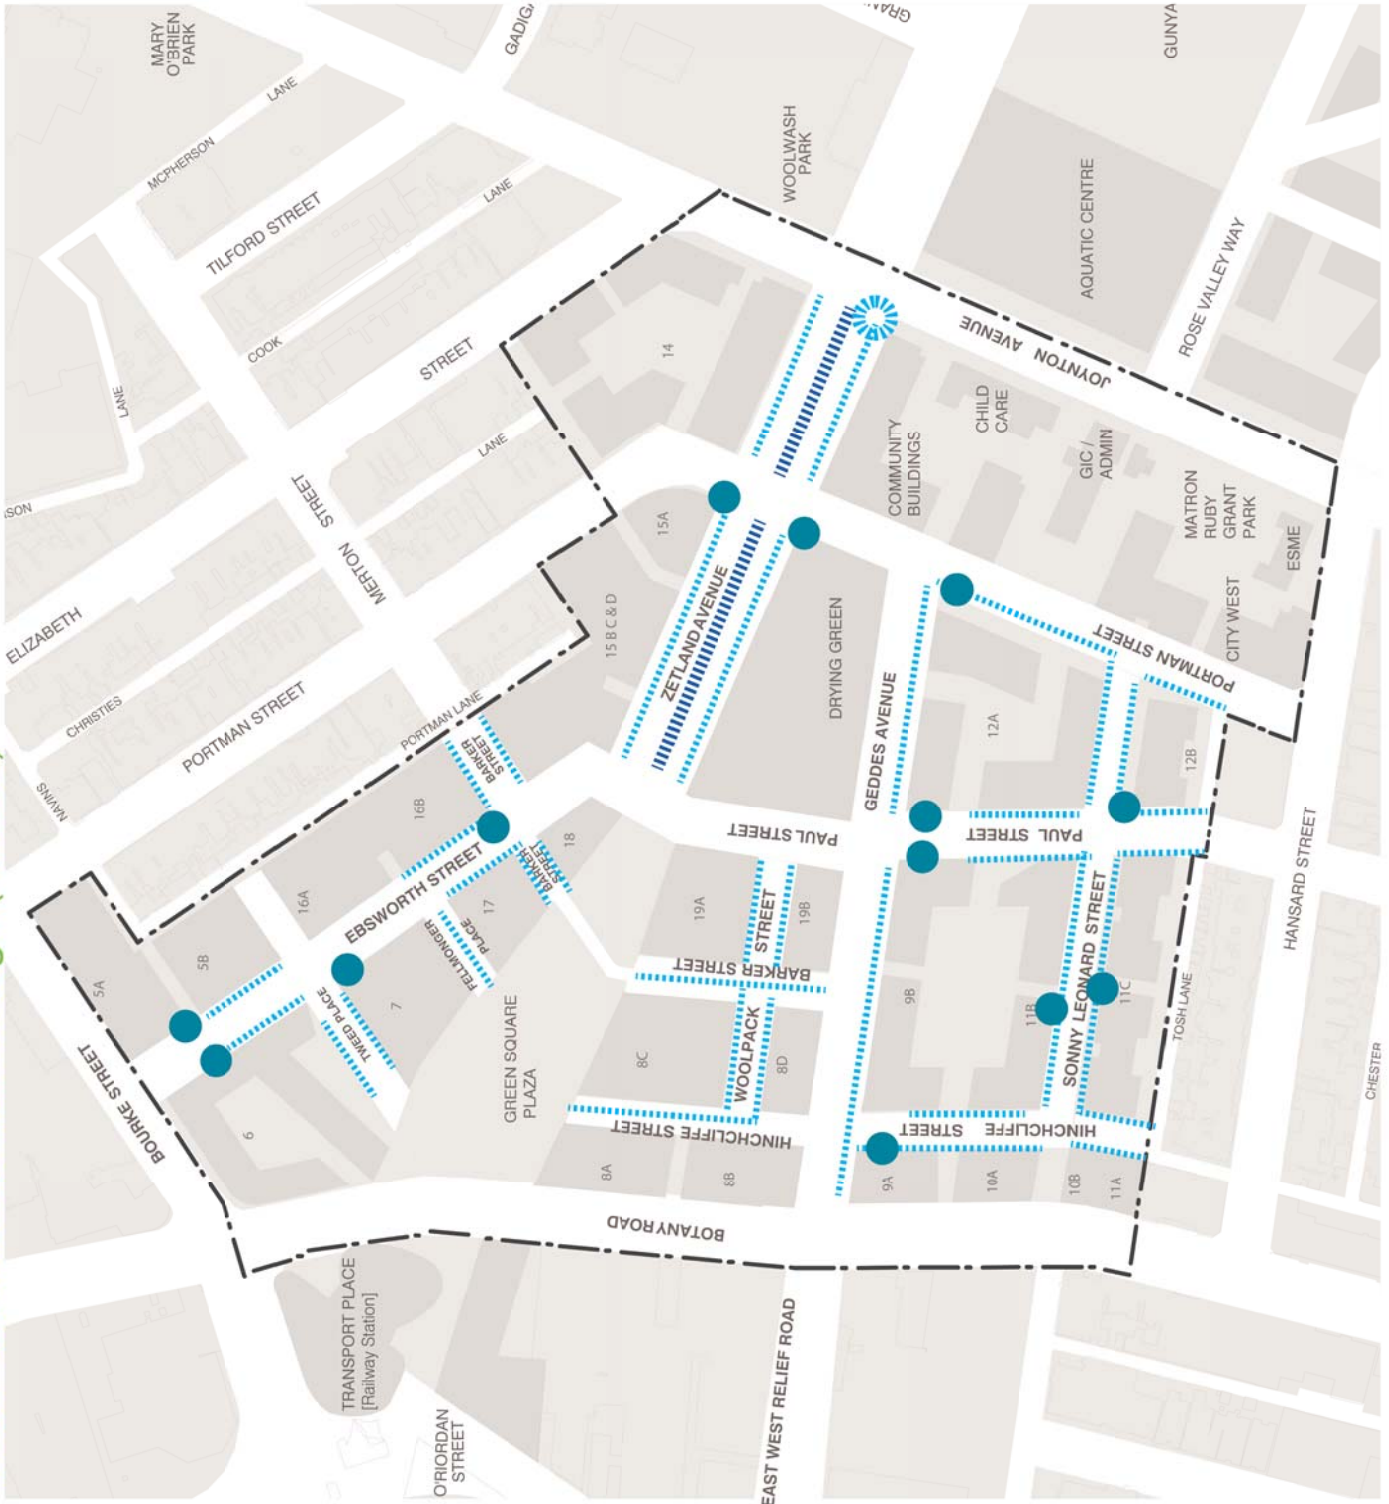 MARY
O'BRIEN
PARK
GADIGA
GRAN
GUNYA
MCPHERSON
LANE
TILFORD STREET
LANE
COOK
STREET
WOOLWASH
PARK
AQUATIC CENTRE
ROSE VALLEY WAY
LANE
SON
LANE
MERTON
STREET
ELIZABETH
CHRISTIES
NAVINS
PORTMAN STREET
PORTMAN LANE
14
JOYNTON AVENUE
CHILD
CARE
GIC /
ADMIN
COMMUNITY
BUILDINGS
MATRON
RUBY
GRANT
PARK
ESME
CITY WEST
15A
15 B C & D
ZETLAND AVENUE
DRYING GREEN
PORTMAN STREET
GEDDES AVENUE
12A
12B
BARKER
STREET
16B
16A
EBSWORTH STREET
BARKER
STREET
18
17
FELLMONGER
PLACE
PAUL STREET
PAUL STREET
HANSARD STREET
19A
STREET
19B
BARKER STREET
5A
5B
7
TWEED PLACE
GREEN SQUARE
PLAZA
8C
WOOLPACK
8D
9B
11B
SONNY LEONARD STREET
11C
TOSH LANE
CHESTER
BOURKE STREET
6
HINCHCLIFFE STREET
HINCHCLIFFE STREET
8A
8B
9A
10A
10B
11A
BOTANY ROAD
TRANSPORT PLACE
[Railway Station]
O'RIORDAN
STREET
EAST WEST RELIEF ROAD